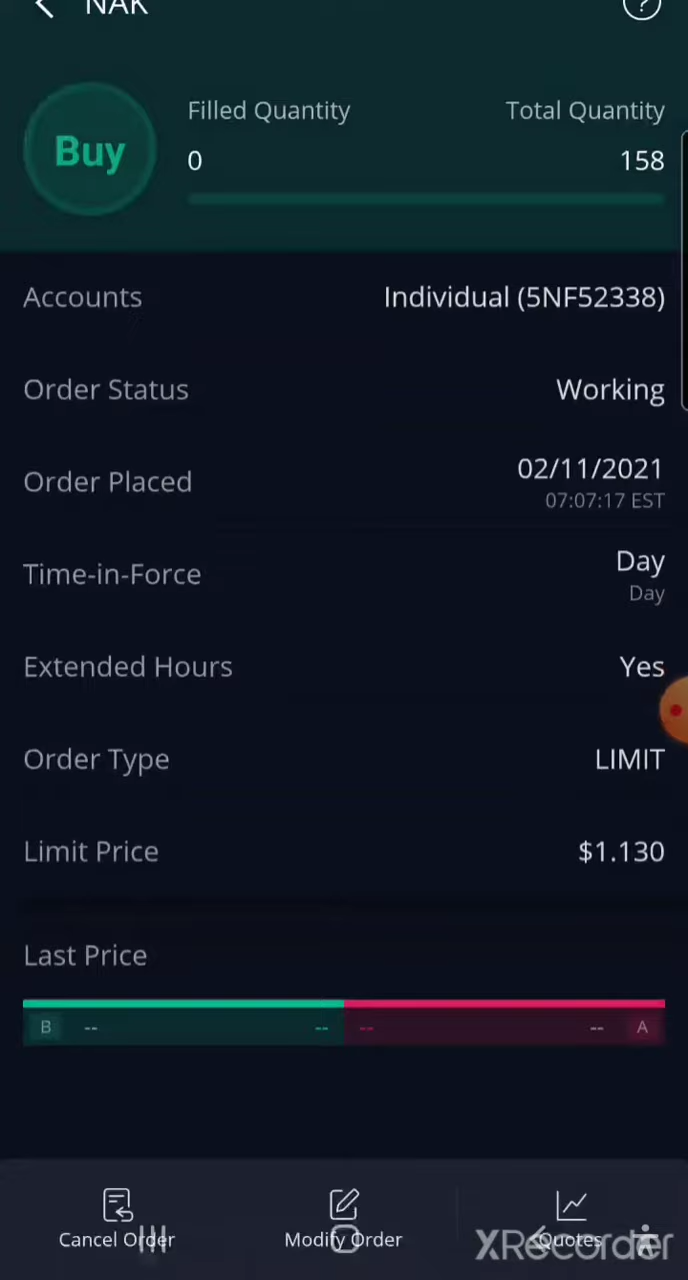 NAK
?
Buy
Filled Quantity Total Quantity
0 158
Accounts Individual (5NF52338)
Order Status Working
Order Placed 02/11/2021
07:07:17 EST
Time-in-Force Day
Day
Extended Hours Yes
Order Type LIMIT
Limit Price $1.130
Last Price
B -- -- -- -- A
Cancel Order Modify Order Quotes
XRecorder